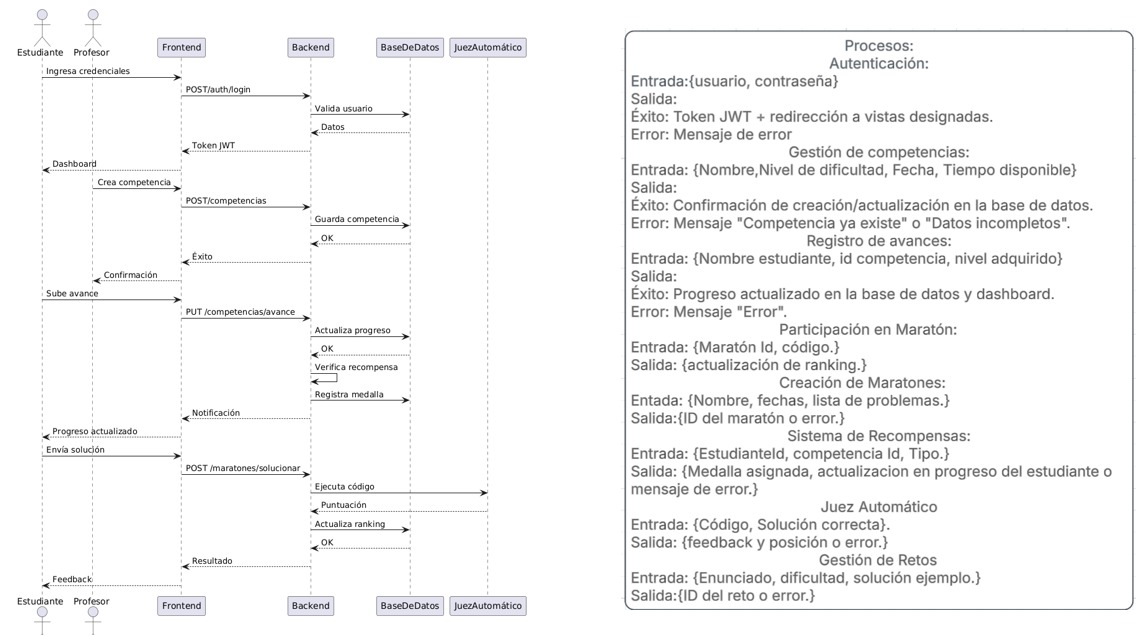 Estudiante Profesor Frontend Backend BaseDeDatos JuezAutomático
Ingresa credenciales
POST/auth/login
Valida usuario
Datos
Token JWT
Dashboard
Crea competencia
POST/competencias
Guarda competencia
OK
Éxito
Confirmación
Sube avance
PUT /competencias/avance
Actualiza progreso
OK
Verifica recompensa
Registra medalla
Notificación
Progreso actualizado
Envía solución
POST /maratones/solucionar
Ejecuta código
Puntuación
Actualiza ranking
OK
Resultado
Feedback
Estudiante Profesor Frontend Backend BaseDeDatos JuezAutomático
Procesos:
Autenticación:
Entrada:{usuario, contraseña}
Salida:
Éxito: Token JWT + redirección a vistas designadas.
Error: Mensaje de error
Gestión de competencias:
Entrada: {Nombre,Nivel de dificultad, Fecha, Tiempo disponible}
Salida:
Éxito: Confirmación de creación/actualización en la base de datos.
Error: Mensaje "Competencia ya existe" o "Datos incompletos".
Registro de avances:
Entrada: {Nombre estudiante, id competencia, nivel adquirido}
Salida:
Éxito: Progreso actualizado en la base de datos y dashboard.
Error: Mensaje "Error".
Participación en Maratón:
Entrada: {Maratón Id, código.}
Salida: {actualización de ranking.}
Creación de Maratones:
Entada: {Nombre, fechas, lista de problemas.}
Salida:{ID del maratón o error.}
Sistema de Recompensas:
Entrada: {EstudianteId, competencia Id, Tipo.}
Salida: {Medalla asignada, actualizacion en progreso del estudiante o
mensaje de error.}
Juez Automático
Entrada: {Código, Solución correcta}.
Salida: {feedback y posición o error.}
Gestión de Retos
Entrada: {Enunciado, dificultad, solución ejemplo.}
Salida:{ID del reto o error.}